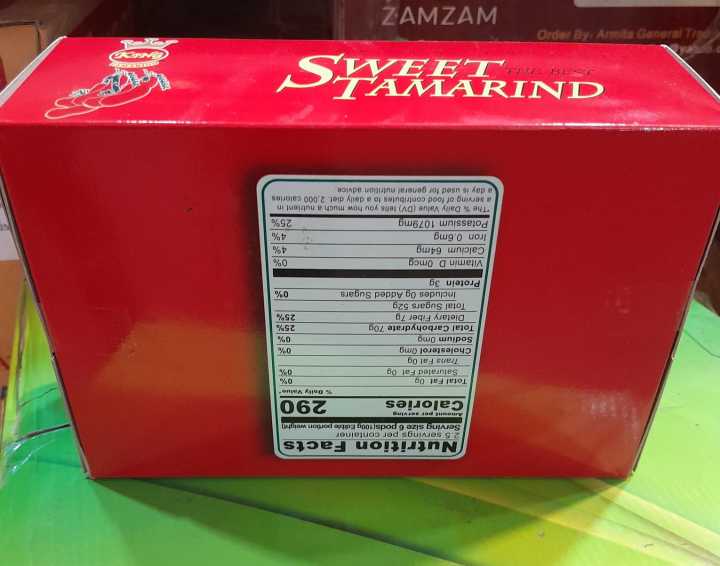 ZAMZAM
Order By: Armita General
King
SWEET
THE BEST
TAMARIND
Nutrition Facts
2.5 servings per container
Serving size 6 pods(100g Edible portion weight)
Amount per serving
Calories 290
% Daily Value*
Total Fat 0g 0%
Saturated Fat 0g 0%
Trans Fat 0g
Cholesterol 0mg 0%
Sodium 0mg 0%
Total Carbohydrate 70g 25%
Dietary Fiber 7g 25%
Total Sugars 52g
Includes 0g Added Sugars 0%
Protein 3g
Vitamin D 0mcg 0%
Calcium 64mg 4%
Iron 0.6mg 4%
Potassium 1079mg 25%
*The % Daily Value (DV) tells you how much a nutrient in
a serving of food contributes to a daily diet. 2,000 calories
a day is used for general nutrition advice.